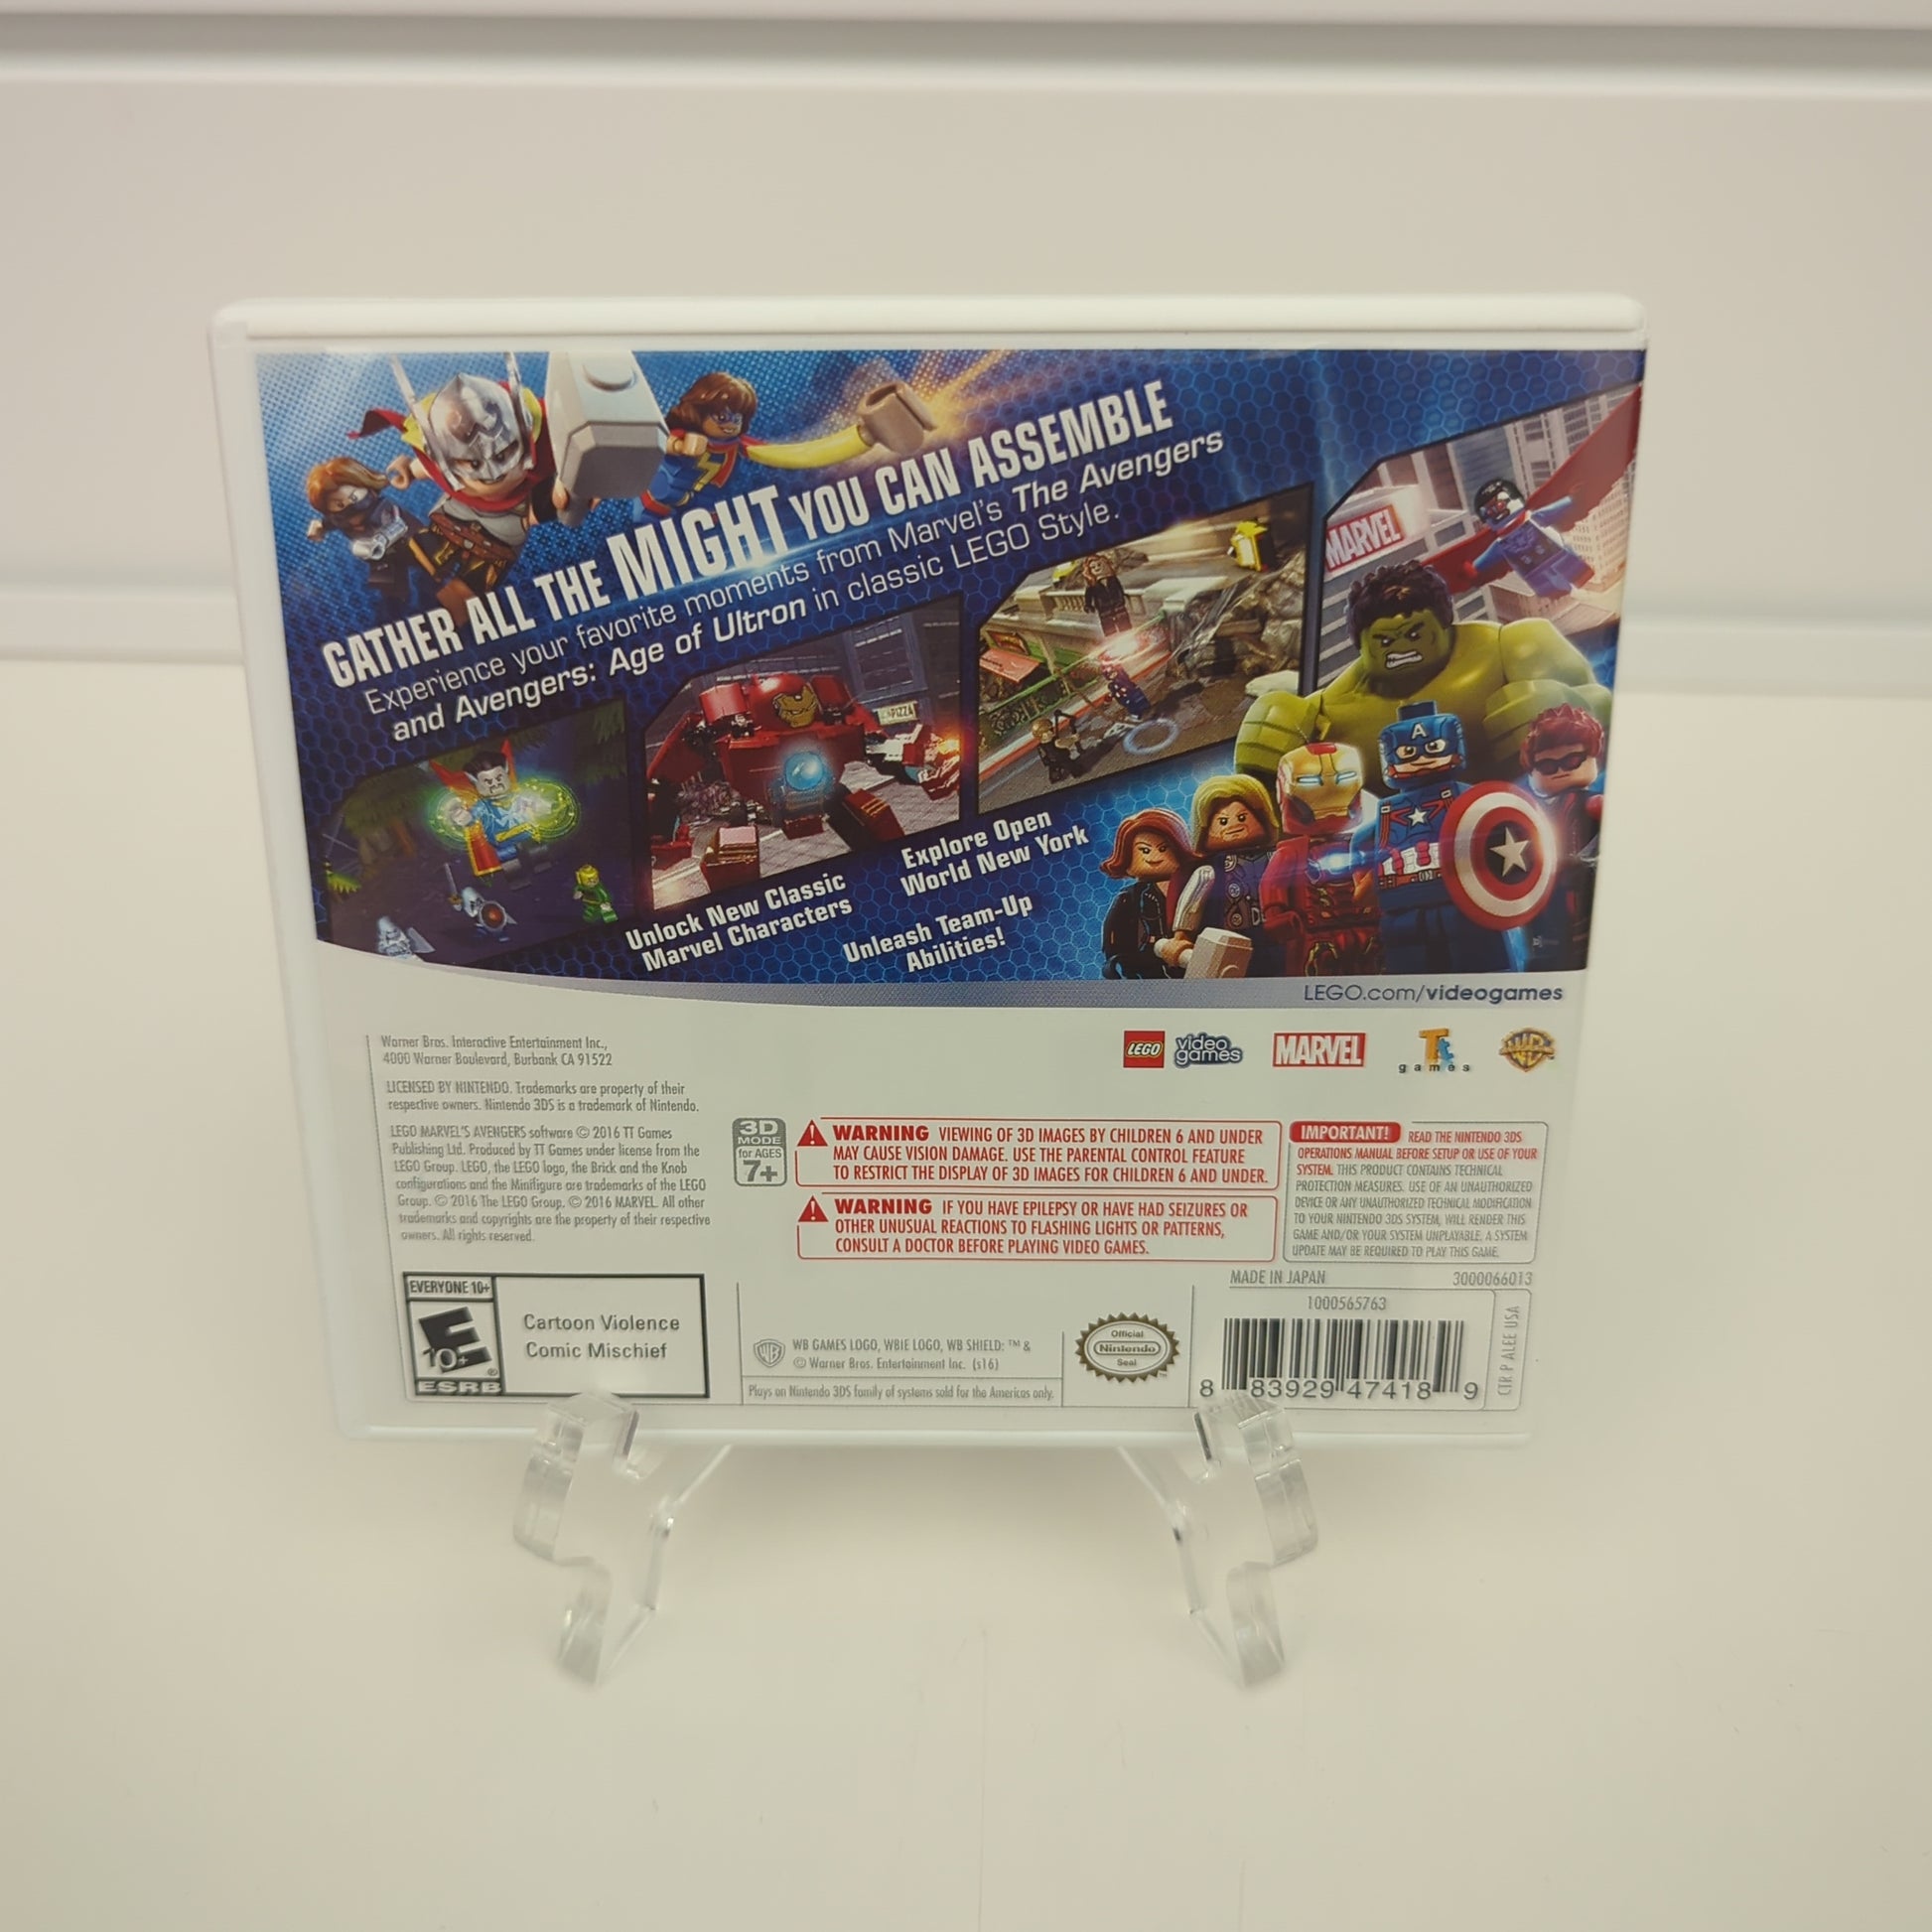 GATHER ALL THE MIGHT YOU CAN ASSEMBLE
Experience your favorite moments from Marvel's The Avengers
and Avengers: Age of Ultron in classic LEGO Style.
MARVEL
PIZZA
A
Unlock New Classic
Marvel Characters
Explore Open
World New York
Unleash Team-Up
Abilities!
LEGO.com/videogames
Warner Bros. Interactive Entertainment Inc.,
4000 Warner Boulevard, Burbank CA 91522
LICENSED BY NINTENDO. Trademarks are property of their
respective owners. Nintendo 3DS is a trademark of Nintendo.
LEGO MARVEL'S AVENGERS software © 2016 TT Games
Publishing Ltd. Produced by TT Games under license from the
LEGO Group. LEGO, the LEGO logo, the Brick and the Knob
configurations and the Minifigure are trademarks of the LEGO
Group. © 2016 The LEGO Group. © 2016 MARVEL. All other
trademarks and copyrights are the property of their respective
owners. All rights reserved.
LEGO video games
MARVEL
Tt games
WB
3D
MODE
for AGES
7+
WARNING VIEWING OF 3D IMAGES BY CHILDREN 6 AND UNDER
MAY CAUSE VISION DAMAGE. USE THE PARENTAL CONTROL FEATURE
TO RESTRICT THE DISPLAY OF 3D IMAGES FOR CHILDREN 6 AND UNDER.
WARNING IF YOU HAVE EPILEPSY OR HAVE HAD SEIZURES OR
OTHER UNUSUAL REACTIONS TO FLASHING LIGHTS OR PATTERNS,
CONSULT A DOCTOR BEFORE PLAYING VIDEO GAMES.
IMPORTANT! READ THE NINTENDO 3DS
OPERATIONS MANUAL BEFORE SETUP OR USE OF YOUR
SYSTEM. THIS PRODUCT CONTAINS TECHNICAL
PROTECTION MEASURES. USE OF AN UNAUTHORIZED
DEVICE OR ANY UNAUTHORIZED TECHNICAL MODIFICATION
TO YOUR NINTENDO 3DS SYSTEM, WILL RENDER THIS
GAME AND/OR YOUR SYSTEM UNPLAYABLE. A SYSTEM
UPDATE MAY BE REQUIRED TO PLAY THIS GAME.
MADE IN JAPAN 3000066013
EVERYONE 10+
E
10+
ESRB
Cartoon Violence
Comic Mischief
WB GAMES LOGO, WBIE LOGO, WB SHIELD: ™ &
© Warner Bros. Entertainment Inc. (s16)
Plays on Nintendo 3DS family of systems sold for the Americas only.
Official
Nintendo
Seal
1000565763
8 83929 47418 9
CTR P ALEE USA